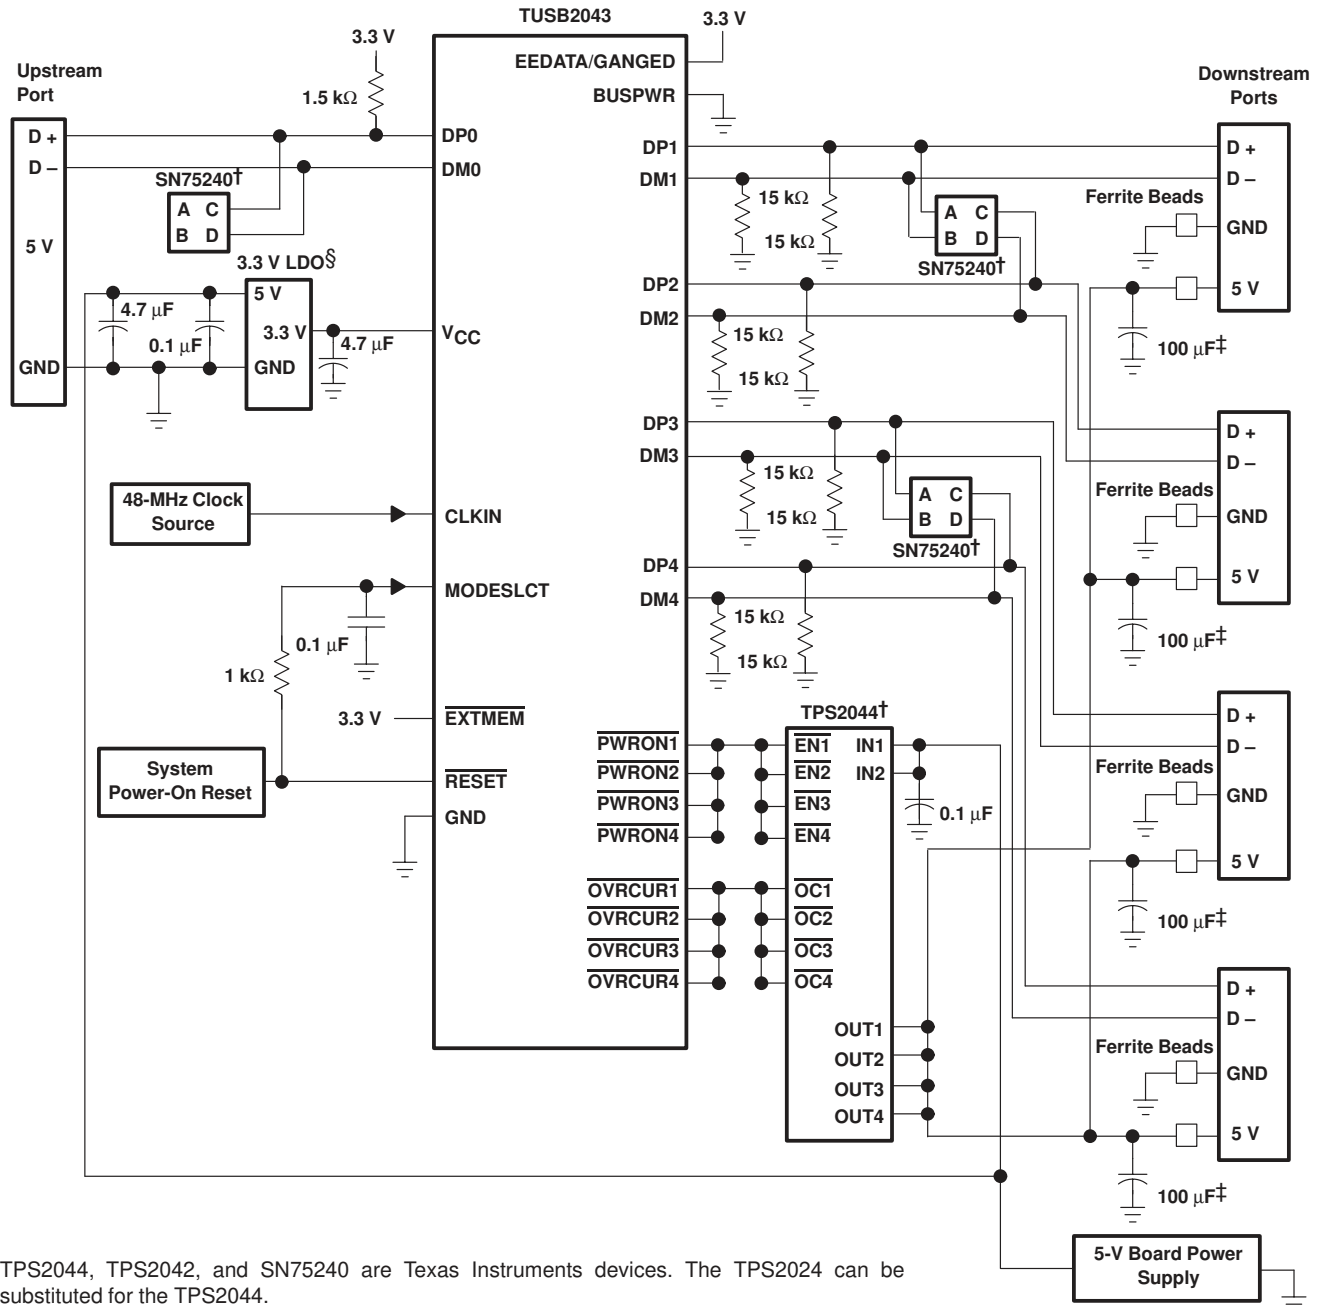 TUSB2043
3.3 V
3.3 V
EEDATA/GANGED
Upstream
Port
Downstream
Ports
1.5 kΩ
BUSPWR
D +
DP0
DP1
D +
D –
DM0
DM1
D –
SN75240†
15 kΩ
Ferrite Beads
A C
B D
A C
B D
GND
5 V
15 kΩ
3.3 V LDO§
SN75240†
5 V
DP2
5 V
4.7 μF
DM2
3.3 V
VCC
15 kΩ
0.1 μF
4.7 μF
100 μF‡
GND
GND
15 kΩ
DP3
D +
DM3
D –
15 kΩ
Ferrite Beads
48-MHz Clock
Source
A C
B D
CLKIN
15 kΩ
GND
SN75240†
DP4
5 V
MODESLCT
DM4
15 kΩ
0.1 μF
100 μF‡
1 kΩ
15 kΩ
TPS2044†
3.3 V
EXTMEM
D +
PWRON1
EN1
IN1
D –
System
Power-On Reset
PWRON2
EN2
IN2
Ferrite Beads
RESET
PWRON3
EN3
GND
GND
0.1 μF
PWRON4
EN4
5 V
OVRCUR1
OC1
OVRCUR2
OC2
100 μF‡
OVRCUR3
OC3
OVRCUR4
OC4
D +
D –
OUT1
Ferrite Beads
OUT2
GND
OUT3
OUT4
5 V
100 μF‡
5-V Board Power
Supply
TPS2044, TPS2042, and SN75240 are Texas Instruments devices. The TPS2024 can be
substituted for the TPS2044.